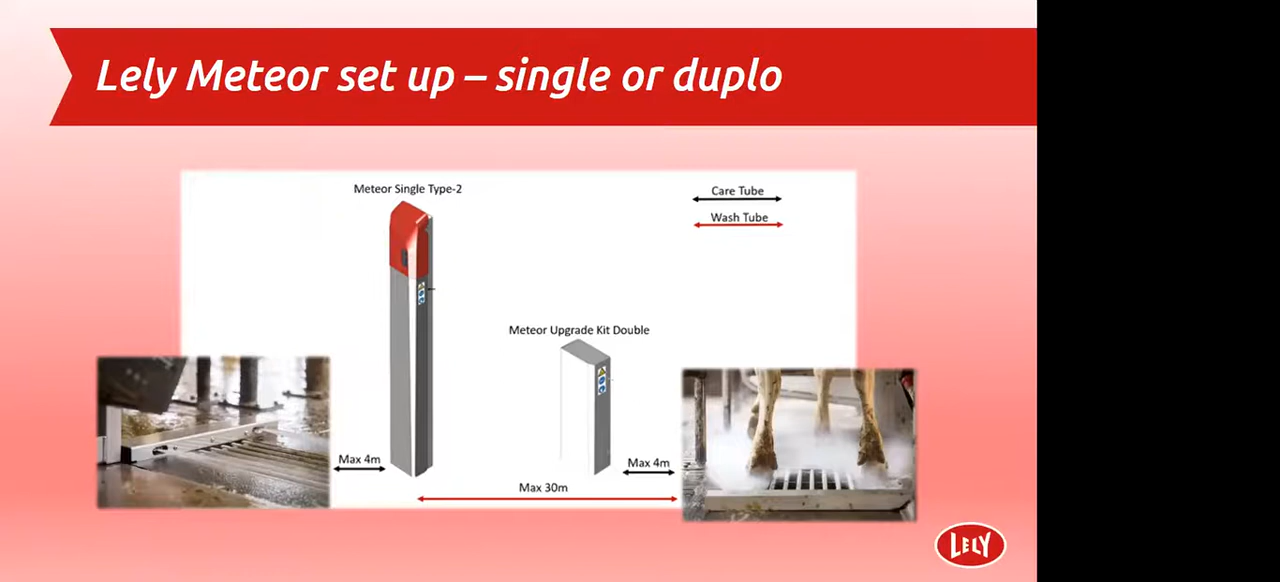 Lely Meteor set up – single or duplo
Meteor Single Type-2
Care Tube
Wash Tube
Meteor Upgrade Kit Double
Max 4m
Max 4m
Max 30m
LELY